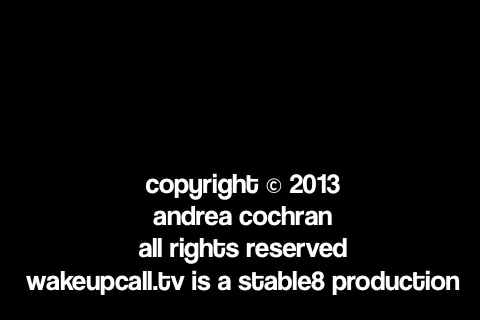 copyright © 2013
andrea cochran
all rights reserved
wakeupcall.tv is a stable8 production